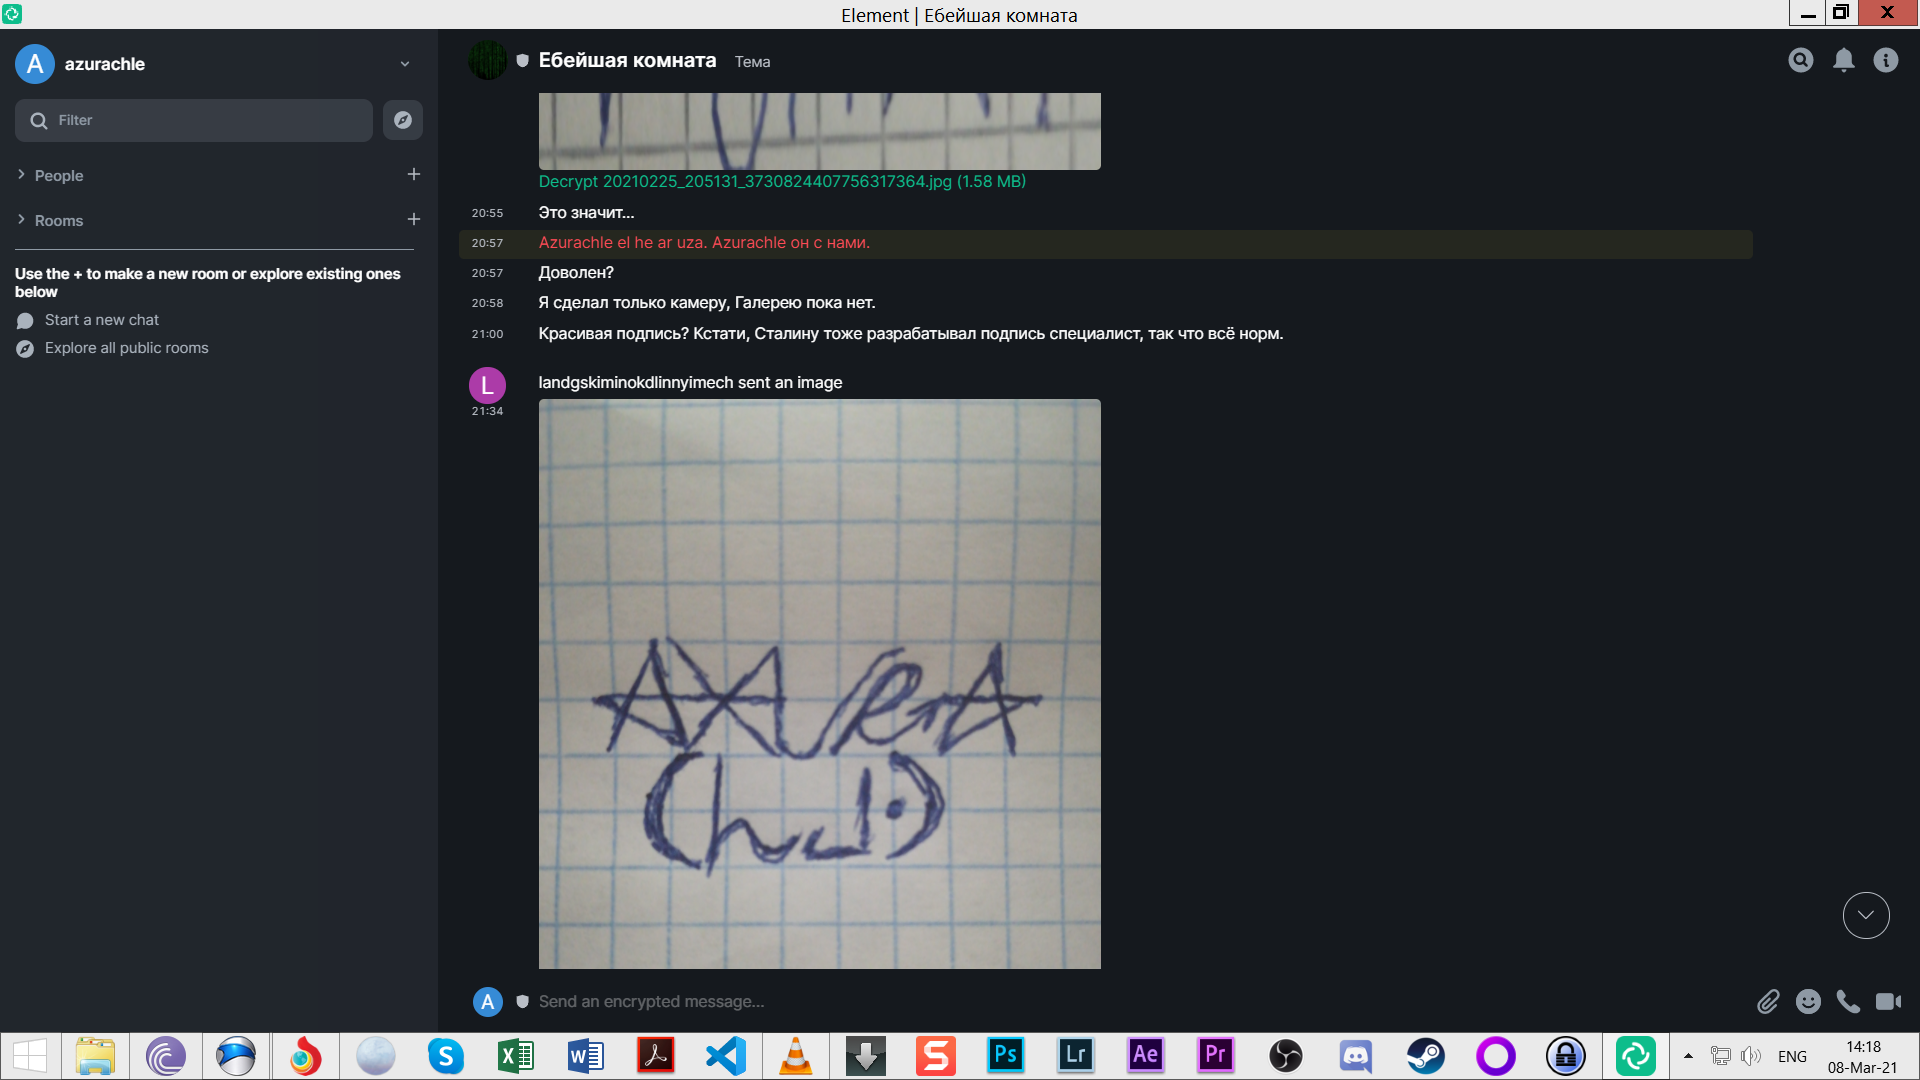 Element | Ебейшая комната
A azurachle
Ебейшая комната Тема
Filter
People
Rooms
Use the + to make a new room or explore existing ones
below
Start a new chat
Explore all public rooms
Decrypt 20210225_205131_3730824407756317364.jpg (1.58 MB)
20:55 Это значит...
20:57 Azurachle el he ar uza. Azurachle он с нами.
20:57 Доволен?
20:58 Я сделал только камеру, Галерею пока нет.
21:00 Красивая подпись? Кстати, Сталину тоже разрабатывал подпись специалист, так что всё норм.
L landgskiminokdlinnyimech sent an image
21:34
A Send an encrypted message...
Ps Lr Ae Pr
ENG
14:18
08-Mar-21